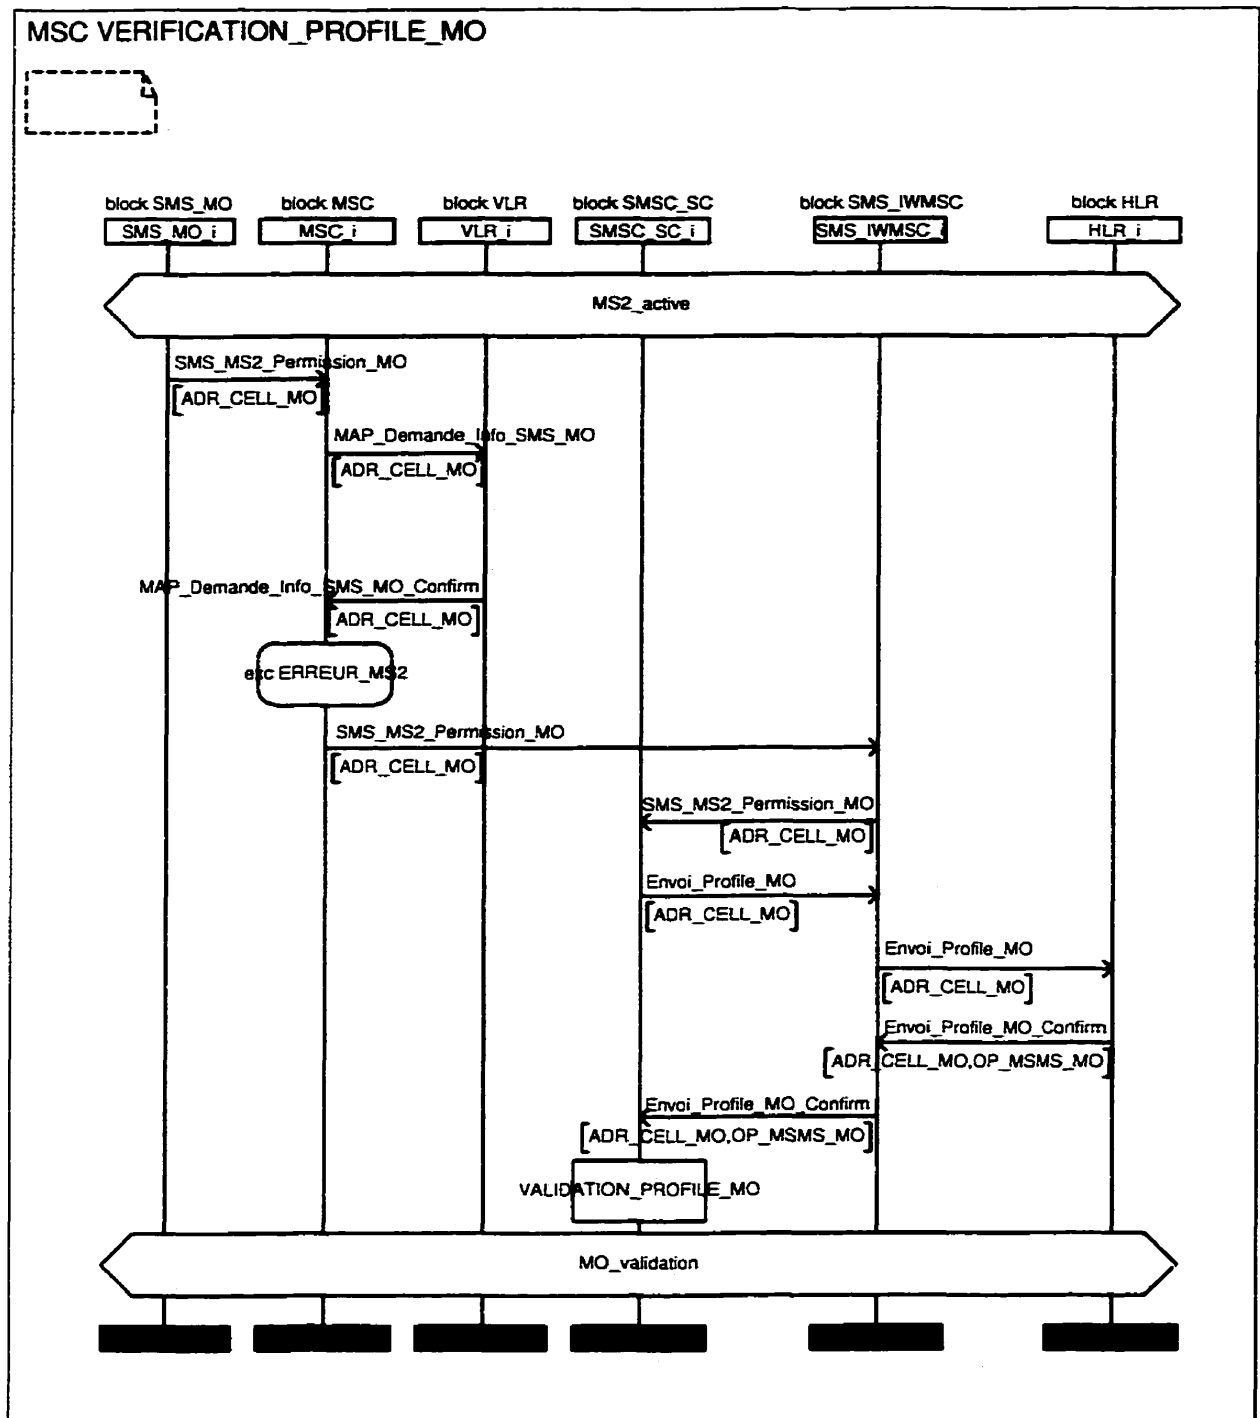 MSC VERIFICATION_PROFILE_MO
block SMS_MO block MSC block VLR block SMSC_SC block SMS_IWMSC block HLR
SMS_MO_i MSC_i VLR_i SMSC_SC_i SMS_IWMSC_i HLR_i
MS2_active
SMS_MS2_Permission_MO
[ADR_CELL_MO]
MAP_Demande_Info_SMS_MO
[ADR_CELL_MO]
MAP_Demande_Info_SMS_MO_Confirm
[ADR_CELL_MO]
exc ERREUR_MS2
SMS_MS2_Permission_MO
[ADR_CELL_MO]
SMS_MS2_Permission_MO
[ADR_CELL_MO]
Envoi_Profile_MO
[ADR_CELL_MO]
Envoi_Profile_MO
[ADR_CELL_MO]
Envoi_Profile_MO_Confirm
[ADR_CELL_MO,OP_MSMS_MO]
Envoi_Profile_MO_Confirm
[ADR_CELL_MO,OP_MSMS_MO]
VALIDATION_PROFILE_MO
MO_validation